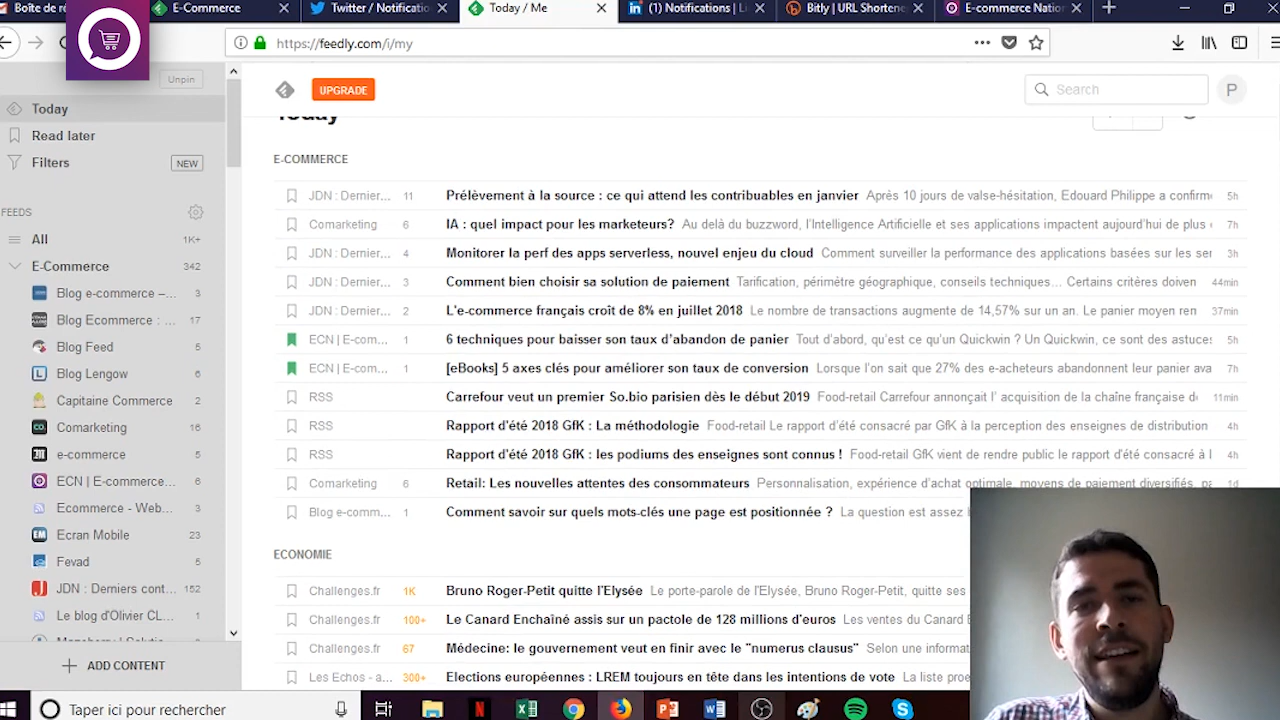 Boîte de ré
E-Commerce
Twitter / Notificatio
Today / Me
(1) Notifications | Li
Bitly | URL Shortene
E-commerce Nation
https://feedly.com/i/my
Unpin
UPGRADE
Search
P
Today
Read later
Filters
NEW
FEEDS
All 1K+
E-Commerce 342
Blog e-commerce –... 3
Blog Ecommerce : ... 17
Blog Feed 5
Blog Lengow 6
Capitaine Commerce 2
Comarketing 16
e-commerce 5
ECN | E-commerce... 6
Ecommerce - Web...
Ecran Mobile 23
Fevad 5
JDN : Derniers cont... 152
Le blog d'Olivier CL... 1
ADD CONTENT
Today
E-COMMERCE
JDN : Dernier... 11 Prélèvement à la source : ce qui attend les contribuables en janvier Après 10 jours de valse-hésitation, Edouard Philippe a confirm 5h
Comarketing 6 IA : quel impact pour les marketeurs? Au delà du buzzword, l'Intelligence Artificielle et ses applications impactent aujourd'hui de plus 7h
JDN : Dernier... 4 Monitorer la perf des apps serverless, nouvel enjeu du cloud Comment surveiller la performance des applications basées sur les ser 3h
JDN : Dernier... 3 Comment bien choisir sa solution de paiement Tarification, périmètre géographique, conseils techniques... Certains critères doiven 44min
JDN : Dernier... 2 L'e-commerce français croît de 8% en juillet 2018 Le nombre de transactions augmente de 14,57% sur un an. Le panier moyen ren 37min
ECN | E-com... 1 6 techniques pour baisser son taux d'abandon de panier Tout d'abord, qu'est ce qu'un Quickwin ? Un Quickwin, ce sont des astuces 5h
ECN | E-com... 1 [eBooks] 5 axes clés pour améliorer son taux de conversion Lorsque l'on sait que 27% des e-acheteurs abandonnent leur panier ava 7h
RSS Carrefour veut un premier So.bio parisien dès le début 2019 Food-retail Carrefour annonçait l' acquisition de la chaîne française d 11min
RSS Rapport d'été 2018 GfK : La méthodologie Food-retail Le rapport d'été consacré par GfK à la perception des enseignes de distribution 4h
RSS Rapport d'été 2018 GfK : les podiums des enseignes sont connus ! Food-retail GfK vient de rendre public le rapport d'été consacré à l 4h
Comarketing 6 Retail: Les nouvelles attentes des consommateurs Personnalisation, expérience d'achat optimale, moyens de paiement diversifiés, pa 1d
Blog e-comm... 1 Comment savoir sur quels mots-clés une page est positionnée ? La question est assez
ECONOMIE
Challenges.fr 1K Bruno Roger-Petit quitte l'Elysée Le porte-parole de l'Elysée, Bruno Roger-Petit, quitte ses
Challenges.fr 100+ Le Canard Enchaîné assis sur un pactole de 128 millions d'euros Les ventes du Canard
Challenges.fr 67 Médecine: le gouvernement veut en finir avec le "numerus clausus" Selon une informat
Les Echos - a... 300+ Elections européennes : LREM toujours en tête dans les intentions de vote La liste pro
Taper ici pour rechercher